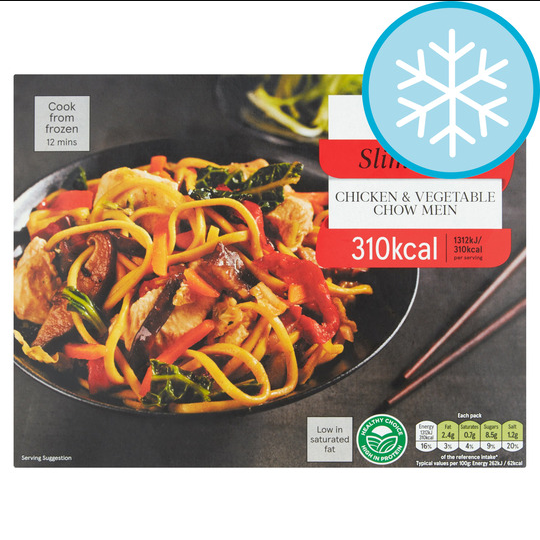 Cook
from
frozen
12 mins
CHICKEN & VEGETABLE
CHOW MEIN
310kcal
1312kJ/
310kcal
per serving
Low in
saturated
fat
HEALTHY CHOICE
HIGH IN PROTEIN
Each pack
Energy Fat Saturates Sugars Salt
1312kJ 2.4g 0.7g 8.5g 1.2g
310kcal
16% 3% 4% 9% 20%
of the reference intake*
Typical values per 100g: Energy 262kJ / 62kcal
Serving Suggestion